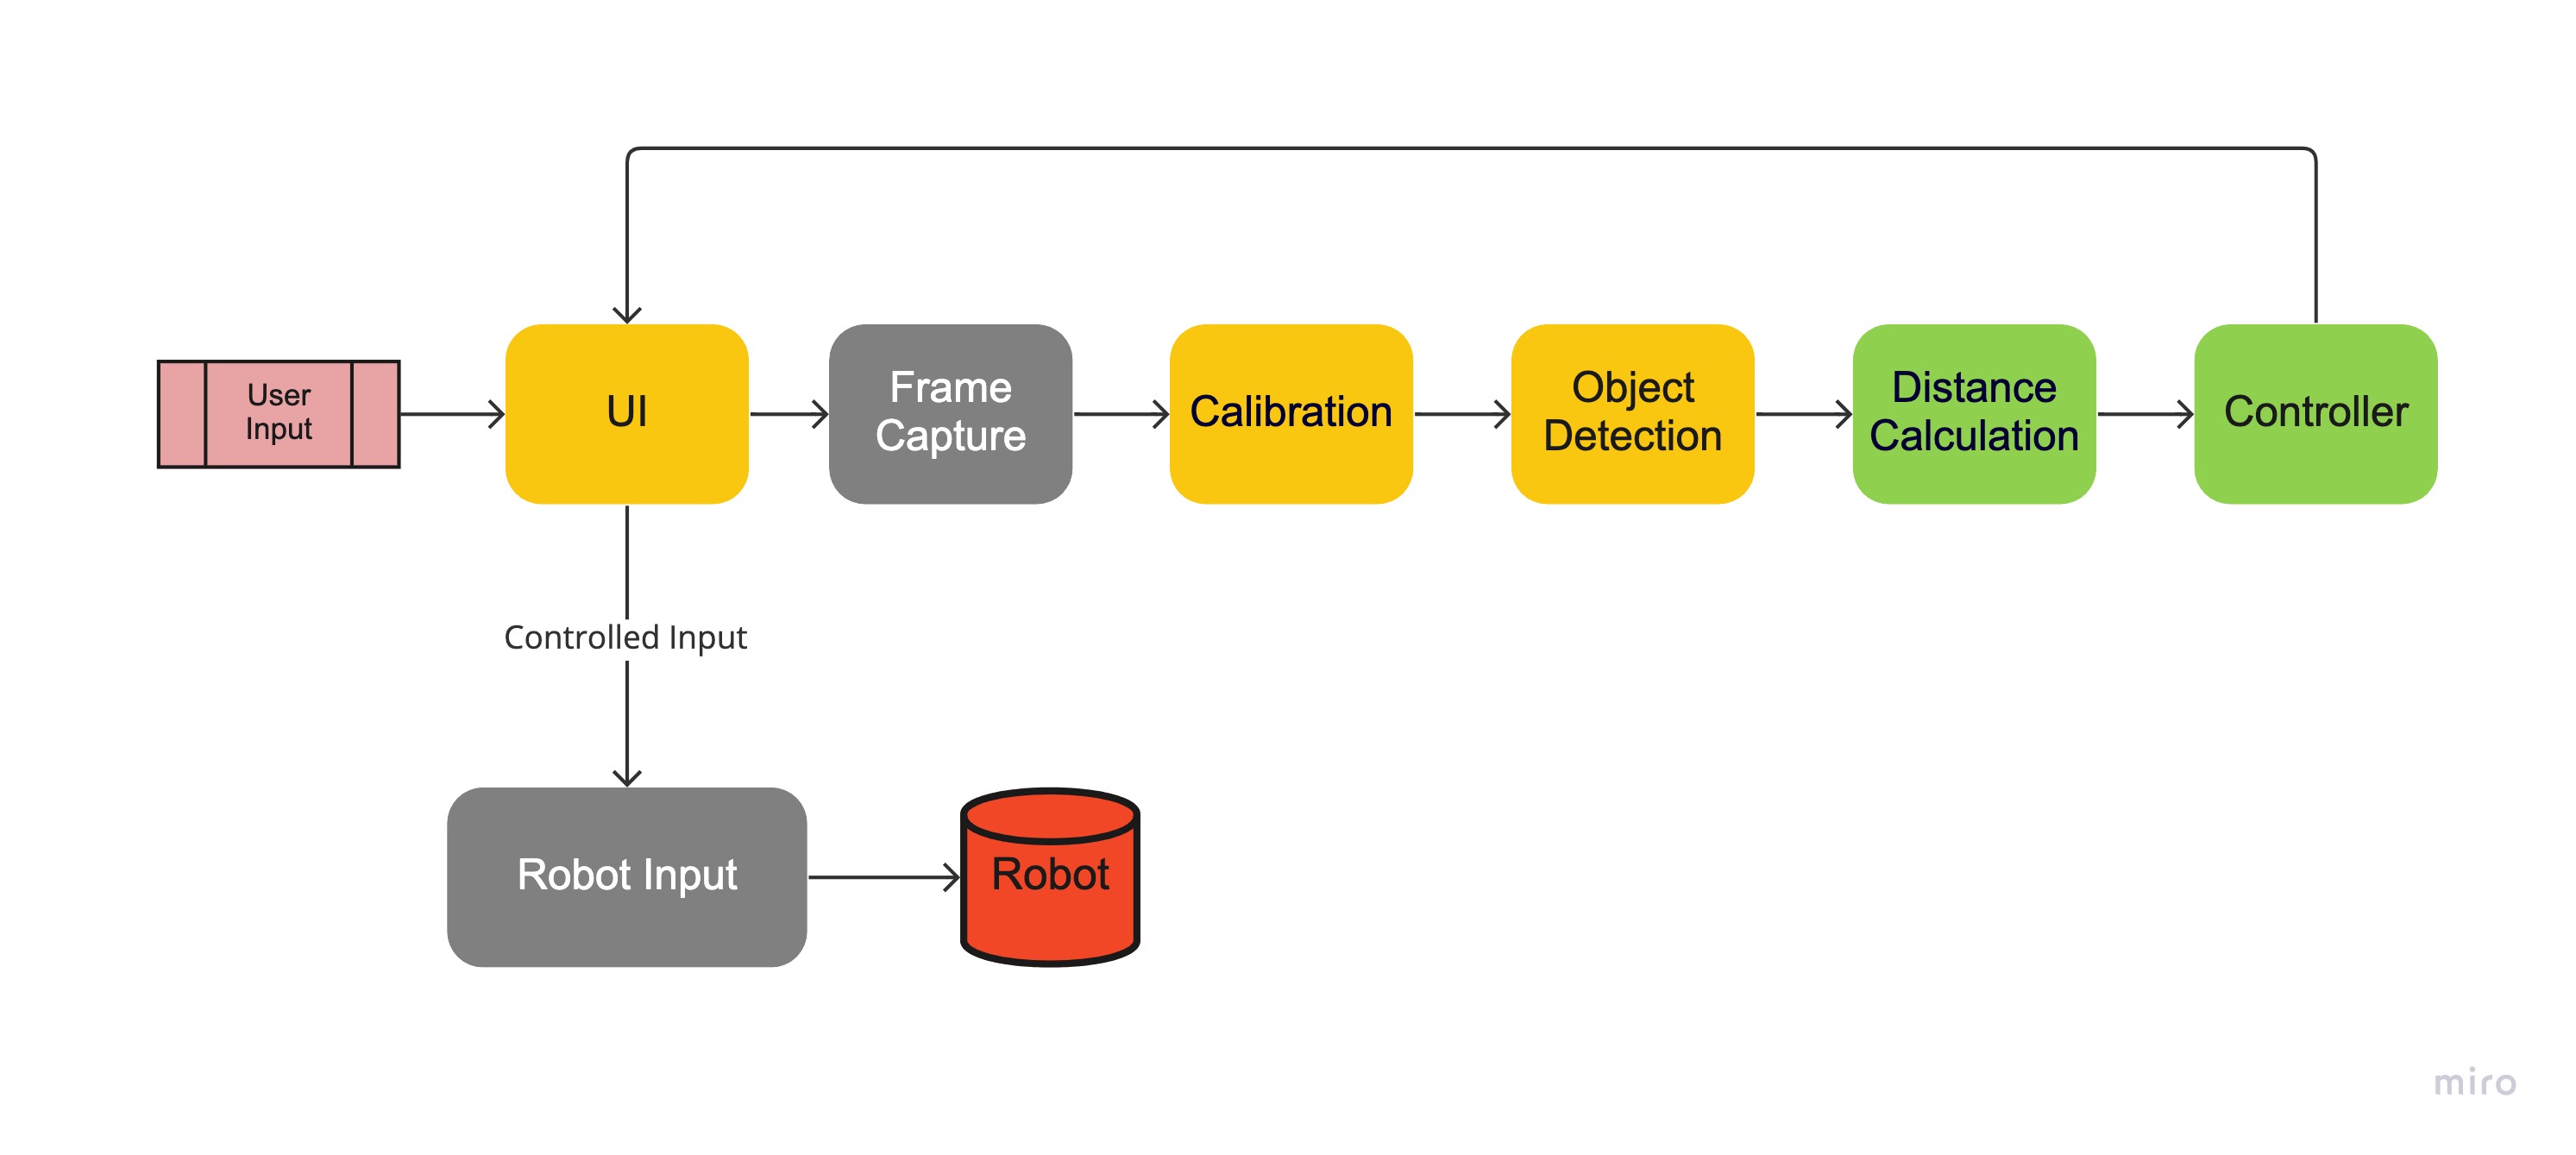 User
Input
UI
Frame
Capture
Calibration
Object
Detection
Distance
Calculation
Controller
Controlled Input
Robot Input
Robot
miro